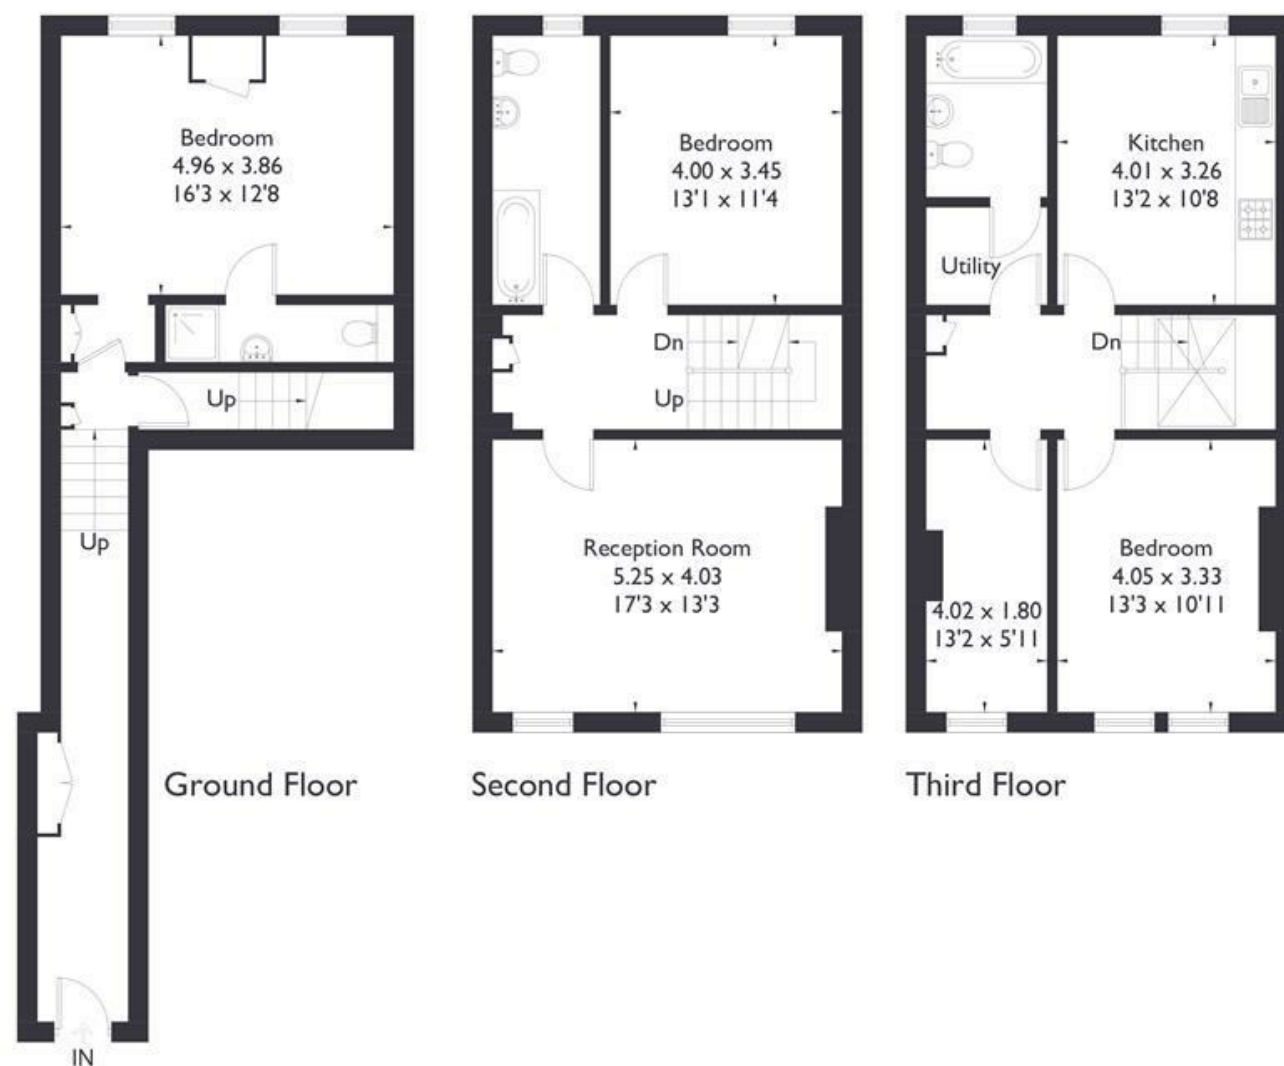 Bedroom
4.96 x 3.86
16'3 x 12'8
Up
Up
IN
Ground Floor
Bedroom
4.00 x 3.45
13'1 x 11'4
Dn
Up
Reception Room
5.25 x 4.03
17'3 x 13'3
Second Floor
Kitchen
4.01 x 3.26
13'2 x 10'8
Utility
Dn
4.02 x 1.80
13'2 x 5'11
Bedroom
4.05 x 3.33
13'3 x 10'11
Third Floor